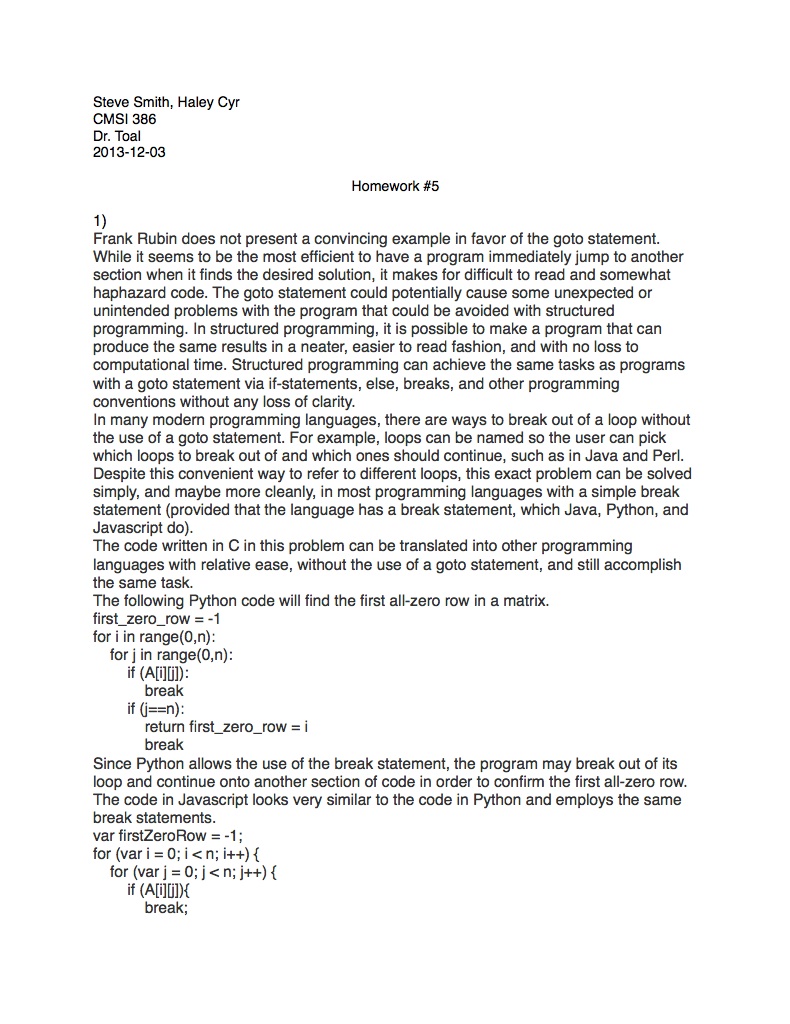 Steve Smith, Haley Cyr
CMSI 386
Dr. Toal
2013-12-03
Homework #5
1)
Frank Rubin does not present a convincing example in favor of the goto statement.
While it seems to be the most efficient to have a program immediately jump to another
section when it finds the desired solution, it makes for difficult to read and somewhat
haphazard code. The goto statement could potentially cause some unexpected or
unintended problems with the program that could be avoided with structured
programming. In structured programming, it is possible to make a program that can
produce the same results in a neater, easier to read fashion, and with no loss to
computational time. Structured programming can achieve the same tasks as programs
with a goto statement via if-statements, else, breaks, and other programming
conventions without any loss of clarity.
In many modern programming languages, there are ways to break out of a loop without
the use of a goto statement. For example, loops can be named so the user can pick
which loops to break out of and which ones should continue, such as in Java and Perl.
Despite this convenient way to refer to different loops, this exact problem can be solved
simply, and maybe more cleanly, in most programming languages with a simple break
statement (provided that the language has a break statement, which Java, Python, and
Javascript do).
The code written in C in this problem can be translated into other programming
languages with relative ease, without the use of a goto statement, and still accomplish
the same task.
The following Python code will find the first all-zero row in a matrix.
first_zero_row = -1
for i in range(0,n):
    for j in range(0,n):
        if (A[i][j]):
            break
        if (j==n):
            return first_zero_row = i
            break
Since Python allows the use of the break statement, the program may break out of its
loop and continue onto another section of code in order to confirm the first all-zero row.
The code in Javascript looks very similar to the code in Python and employs the same
break statements.
var firstZeroRow = -1;
for (var i = 0; i < n; i++) {
    for (var j = 0; j < n; j++) {
        if (A[i][j]){
            break;